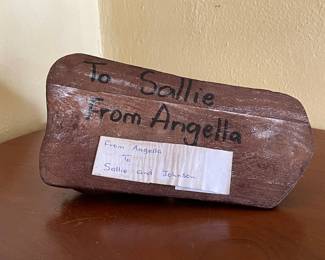 To Sallie
From Angella
From Angella
To
Sallie and Johnson